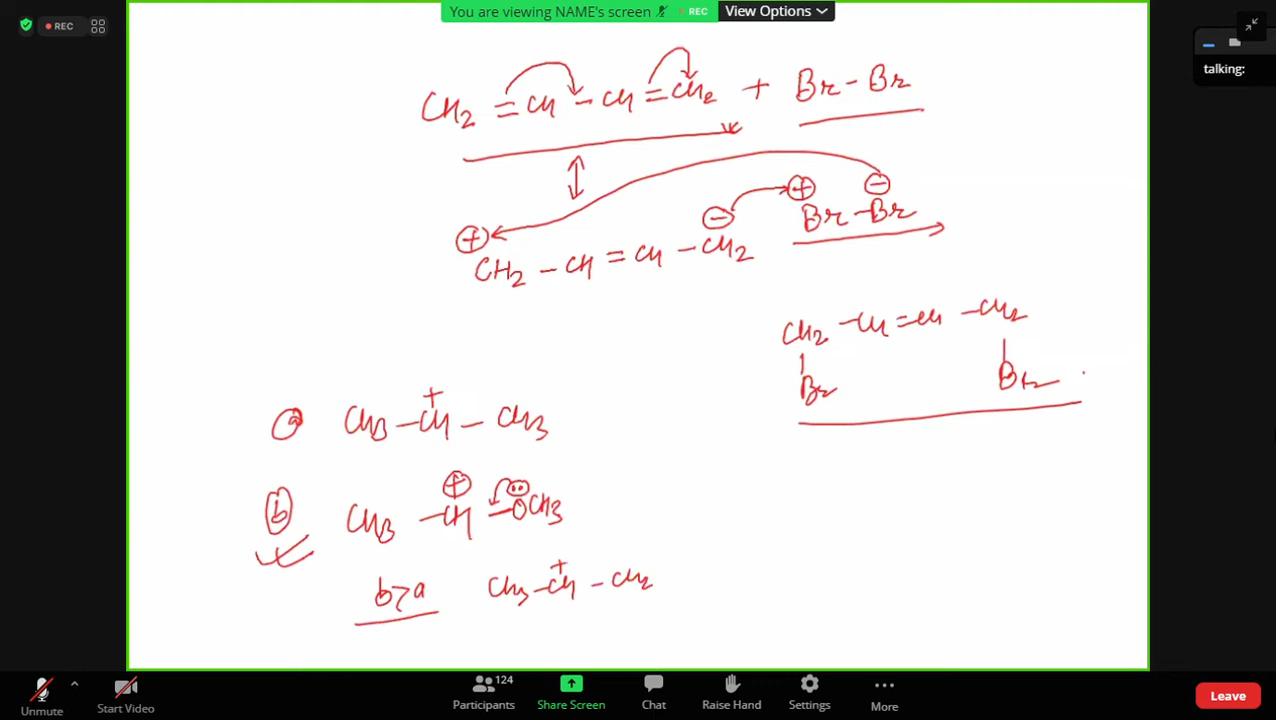 You are viewing NAME's screen REC View Options
REC
talking:
CH2 = CH - CH = CH2 + Br - Br
+ - + -
CH2 - CH = CH - CH2 Br - Br
CH2 - CH = CH - CH2
Br Br
+
a CH3 - CH - CH3
+ ..
b CH3 - CH - OCH3
+
b > a CH3 - CH - CH2
Unmute Start Video Participants 124 Share Screen Chat Raise Hand Settings More Leave